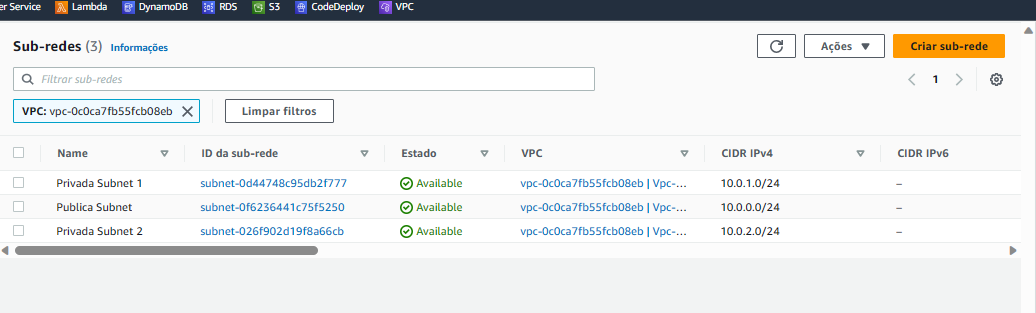 er Service Lambda DynamoDB RDS S3 CodeDeploy VPC
Sub-redes (3) Informações
Ações
Criar sub-rede
Filtrar sub-redes
1
VPC: vpc-0c0ca7fb55fcb08eb
Limpar filtros
Name ID da sub-rede Estado VPC CIDR IPv4 CIDR IPv6
Privada Subnet 1 subnet-0d44748c95db2f777 Available vpc-0c0ca7fb55fcb08eb | Vpc-... 10.0.1.0/24 –
Publica Subnet subnet-0f6236441c75f5250 Available vpc-0c0ca7fb55fcb08eb | Vpc-... 10.0.0.0/24 –
Privada Subnet 2 subnet-026f902d19f8a66cb Available vpc-0c0ca7fb55fcb08eb | Vpc-... 10.0.2.0/24 –